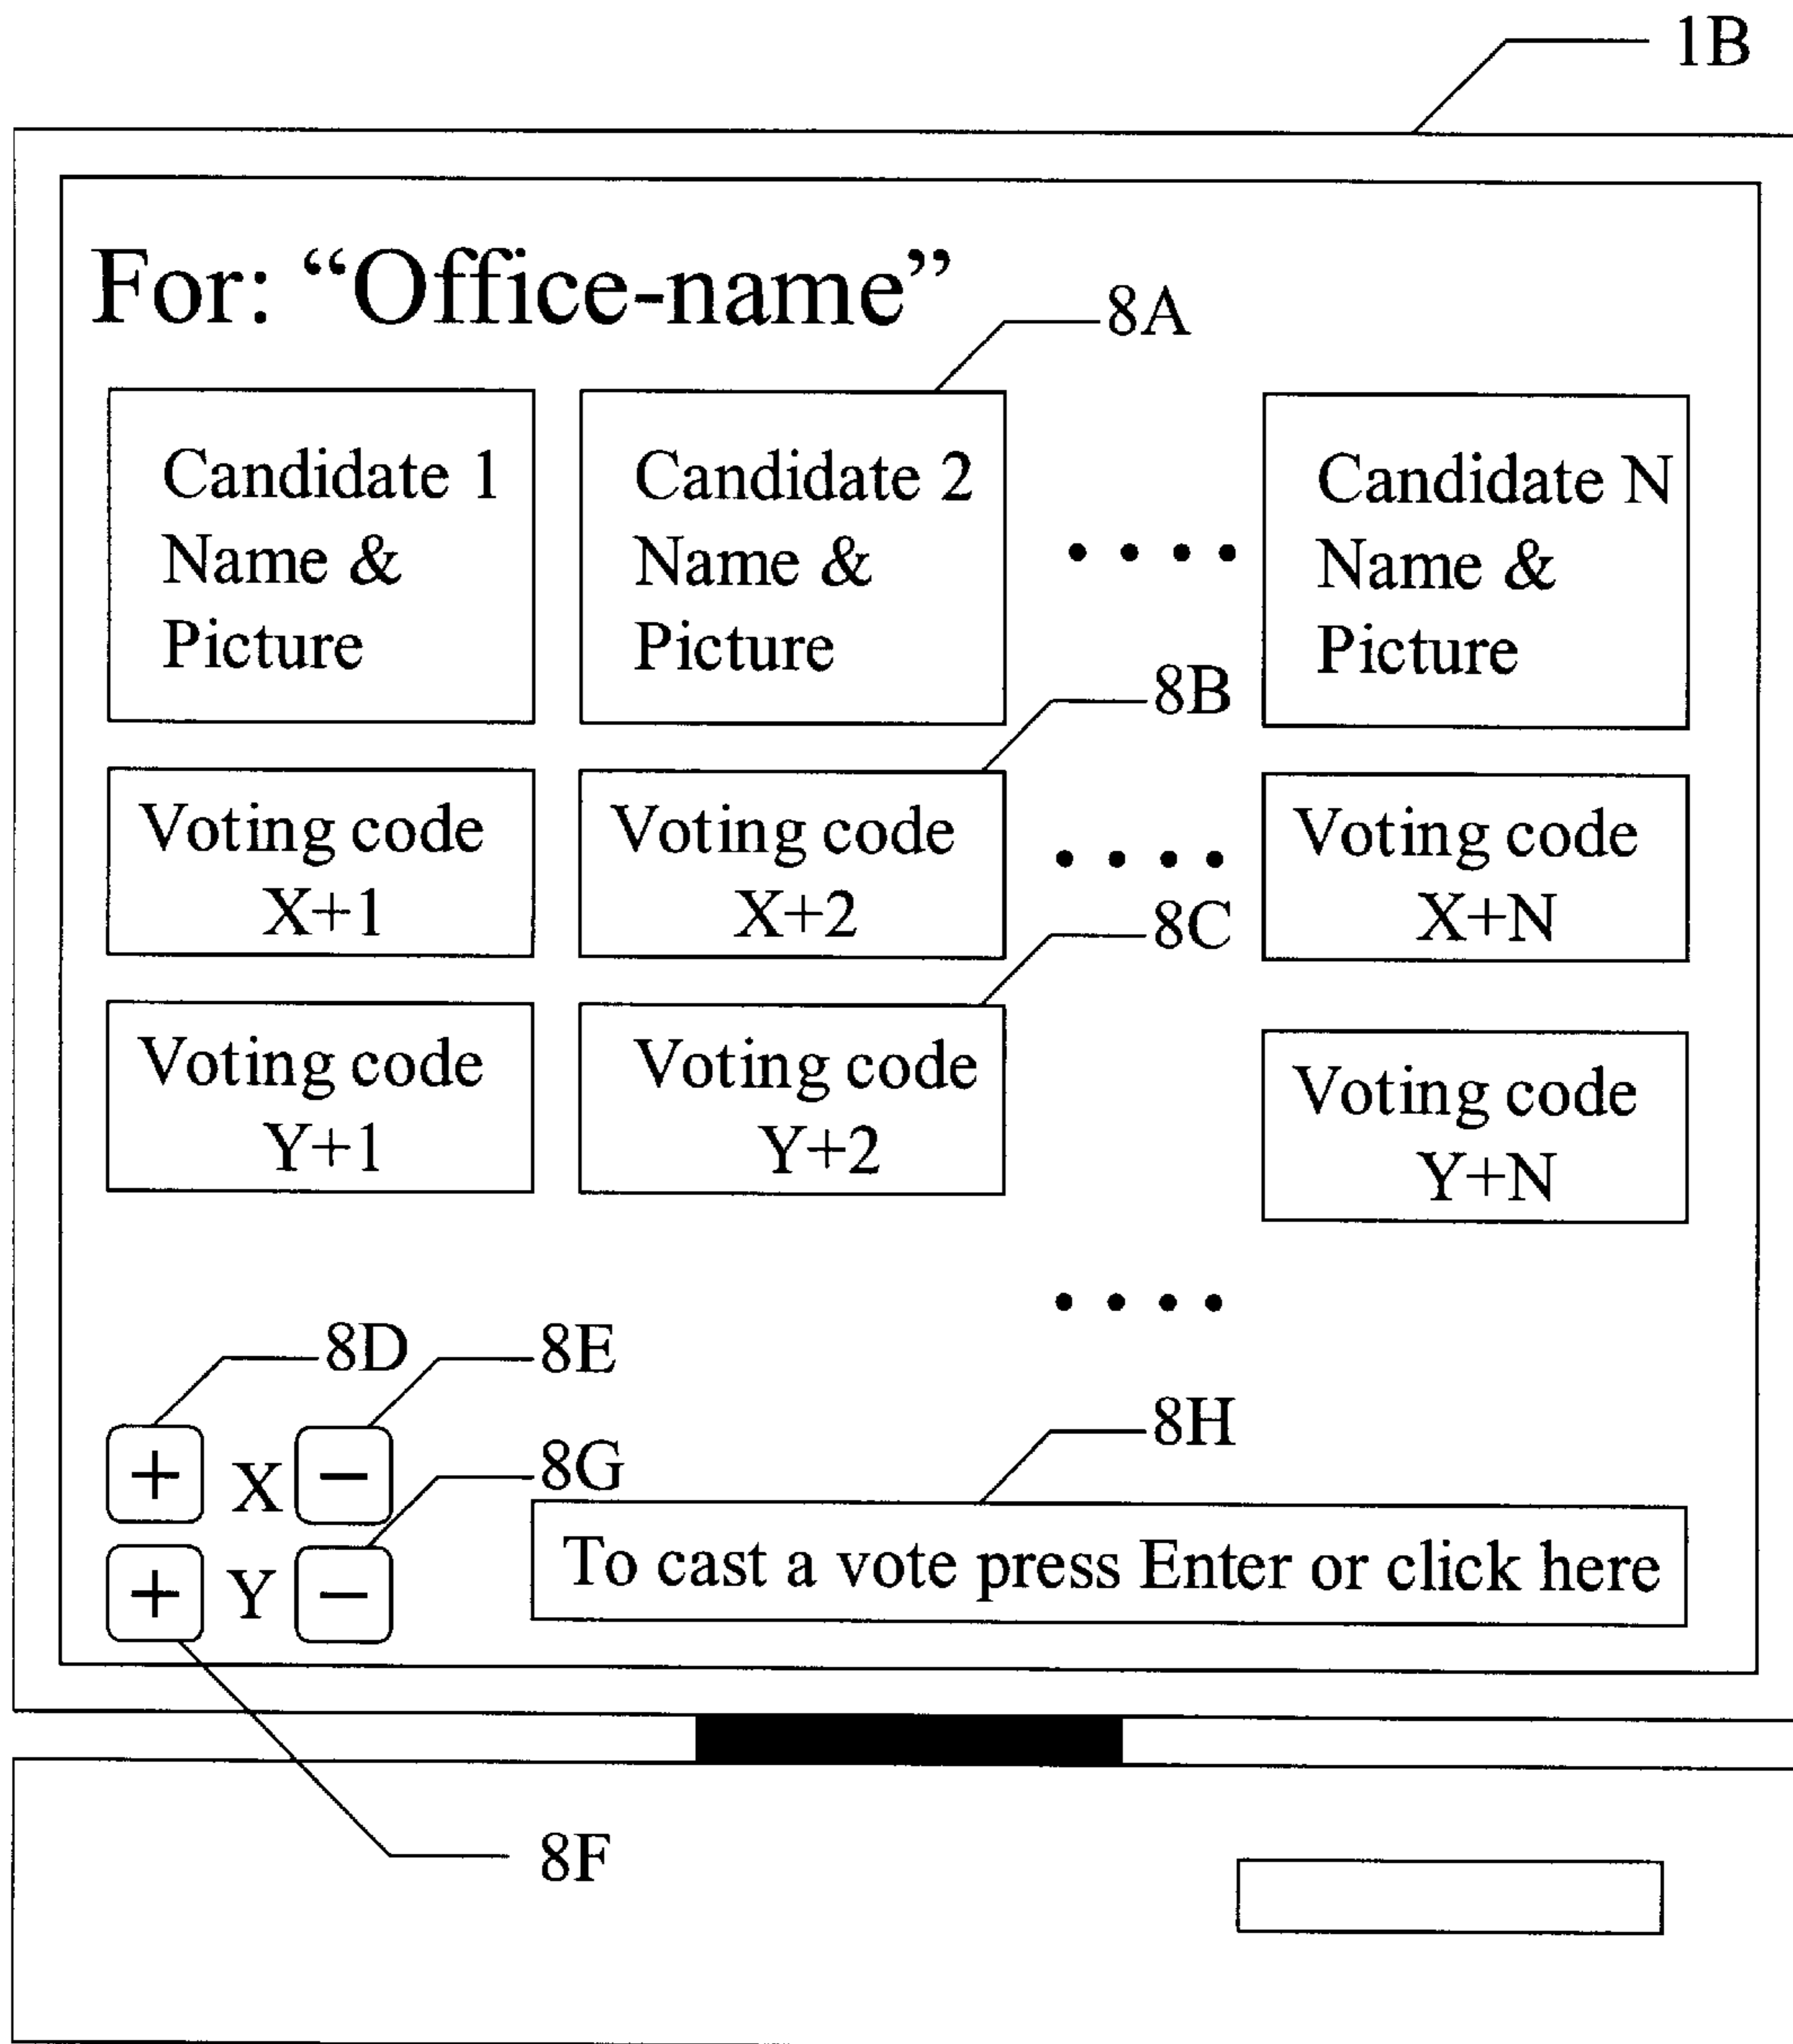 1B
For: “Office-name”
8A
Candidate 1
Name &
Picture
Candidate 2
Name &
Picture
. . . .
Candidate N
Name &
Picture
8B
Voting code
X+1
Voting code
X+2
. . . .
Voting code
X+N
8C
Voting code
Y+1
Voting code
Y+2
Voting code
Y+N
. . . .
8D
8E
+ X −
8G
8H
+ Y −
To cast a vote press Enter or click here
8F